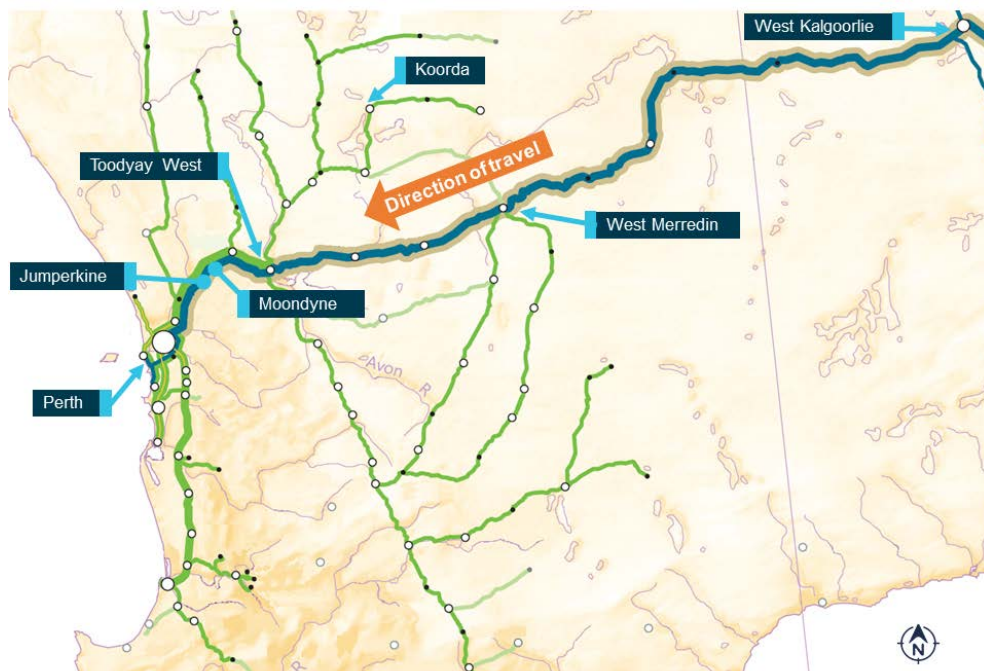 West Kalgoorlie
Koorda
Toodyay West
Direction of travel
West Merredin
Jumperkine
Moondyne
Avon R
Perth
N